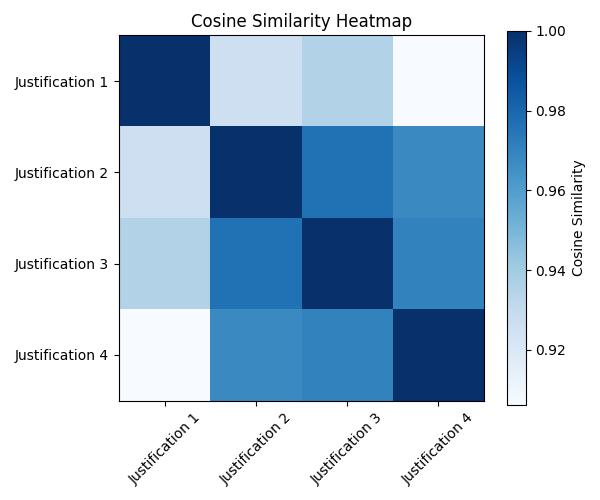 Cosine Similarity Heatmap
Justification 1
Justification 2
Justification 3
Justification 4
Justification 1
Justification 2
Justification 3
Justification 4
1.00
0.98
0.96
0.94
0.92
Cosine Similarity